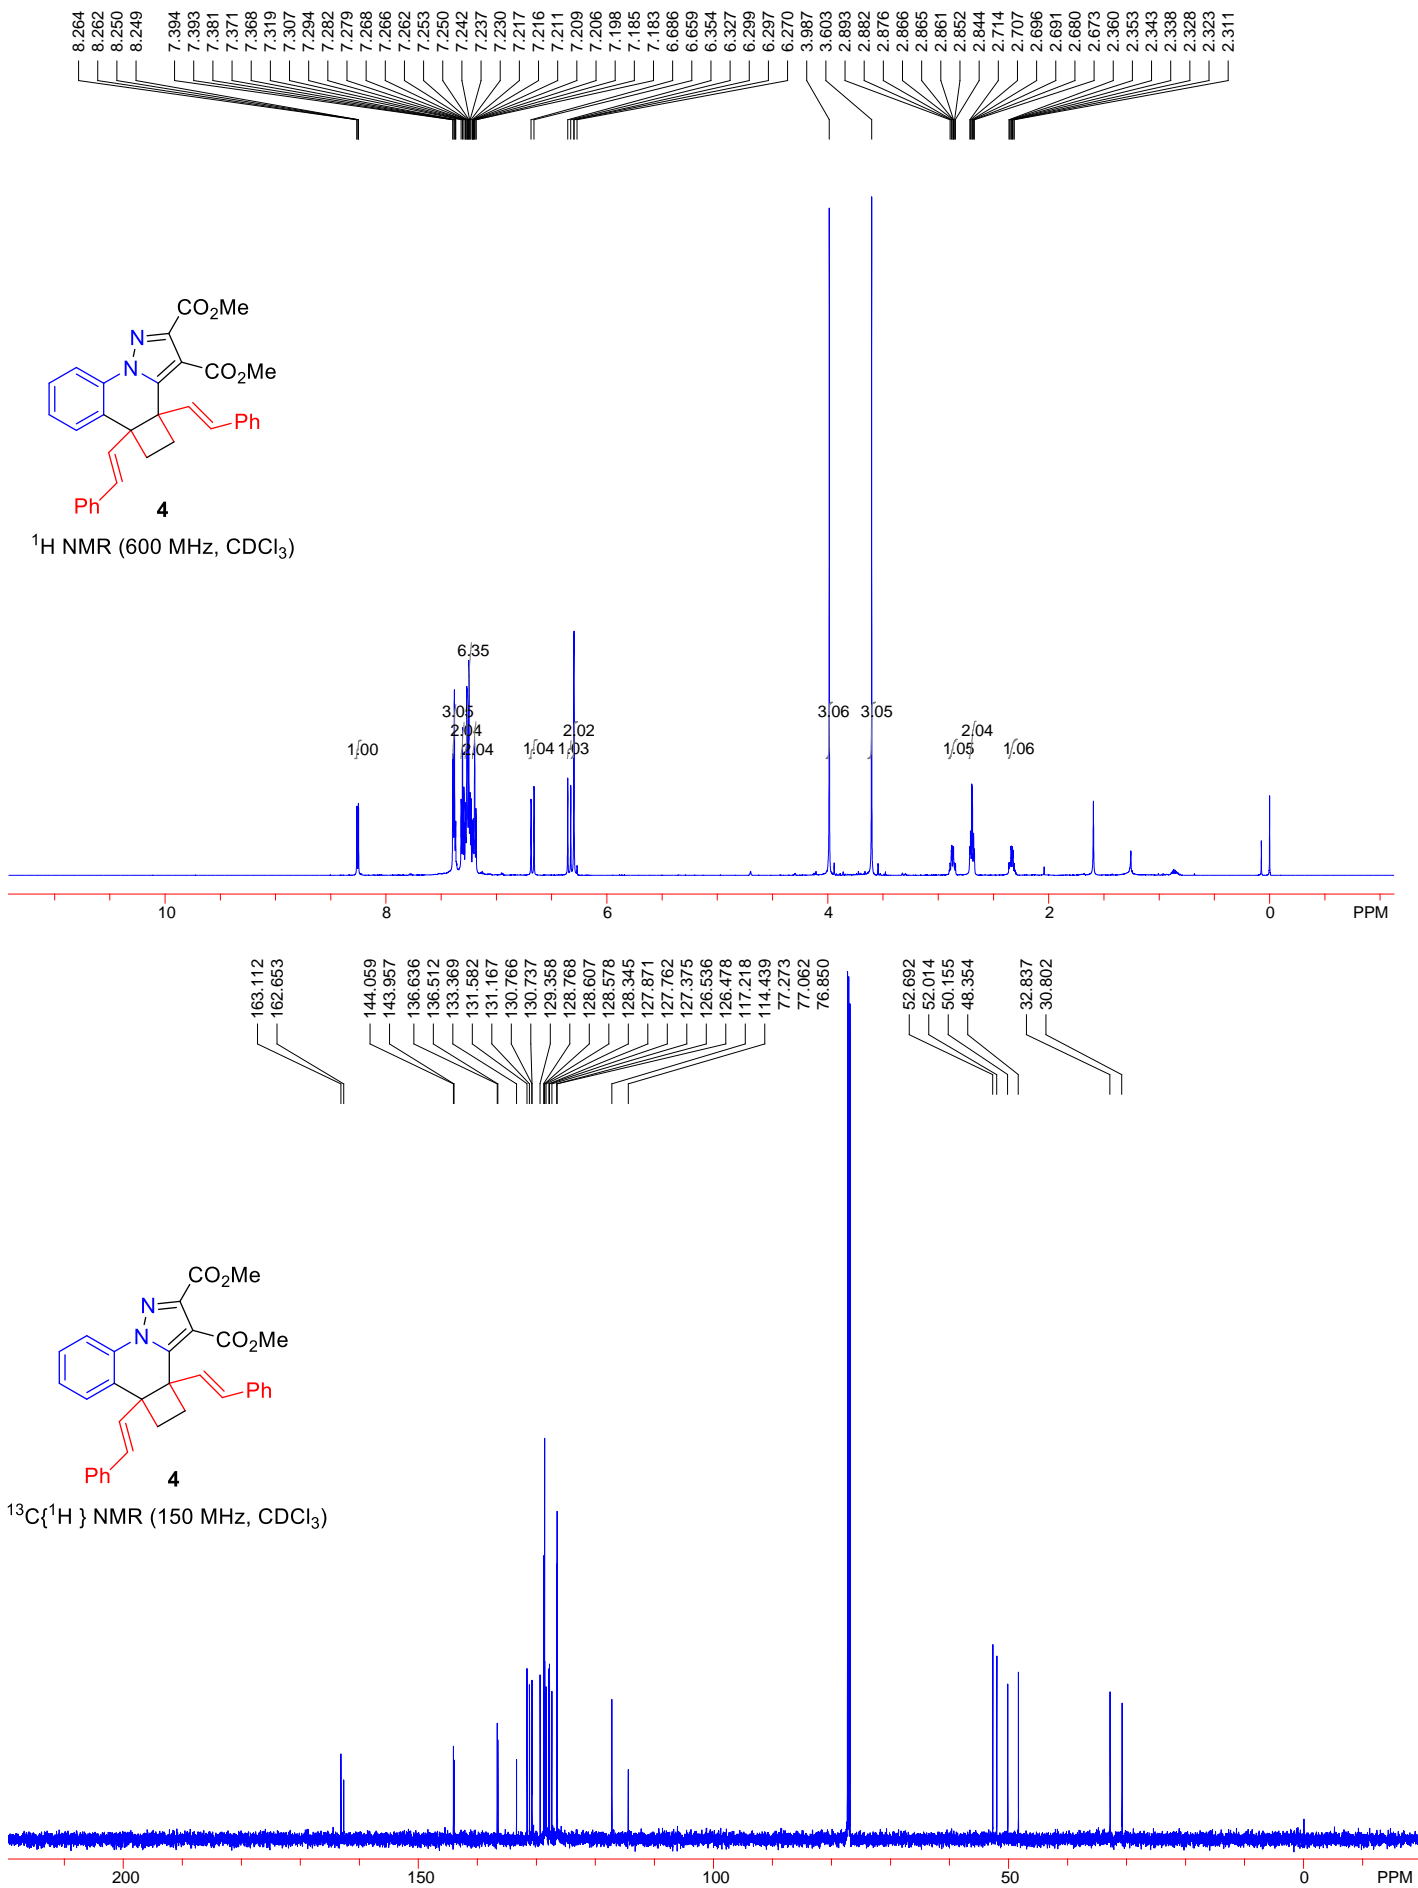 8.264 8.262 8.250 8.249 7.394 7.393 7.381 7.371 7.368 7.319 7.307 7.294 7.282 7.279 7.268 7.266 7.262 7.253 7.250 7.242 7.237 7.230 7.217 7.216 7.211 7.209 7.206 7.198 7.185 7.183 6.686 6.659 6.354 6.327 6.299 6.297 6.270 3.987 3.603 2.893 2.882 2.876 2.866 2.865 2.861 2.852 2.844 2.714 2.707 2.696 2.691 2.680 2.673 2.360 2.353 2.343 2.338 2.328 2.323 2.311
CO2Me
N
N
CO2Me
Ph
Ph
4
1H NMR (600 MHz, CDCl3)
6.35
3.05 3.06 3.05
2.04 2.02 2.04
1.00 2.04 1.04 1.03 1.05 1.06
10 8 6 4 2 0 PPM
163.112 162.653 144.059 143.957 136.636 136.512 133.369 131.582 131.167 130.766 130.737 129.358 128.768 128.607 128.578 128.345 127.871 127.762 127.375 126.536 126.478 117.218 114.439 77.273 77.062 76.850 52.692 52.014 50.155 48.354 32.837 30.802
CO2Me
N
N
CO2Me
Ph
Ph
4
13C{1H } NMR (150 MHz, CDCl3)
200 150 100 50 0 PPM